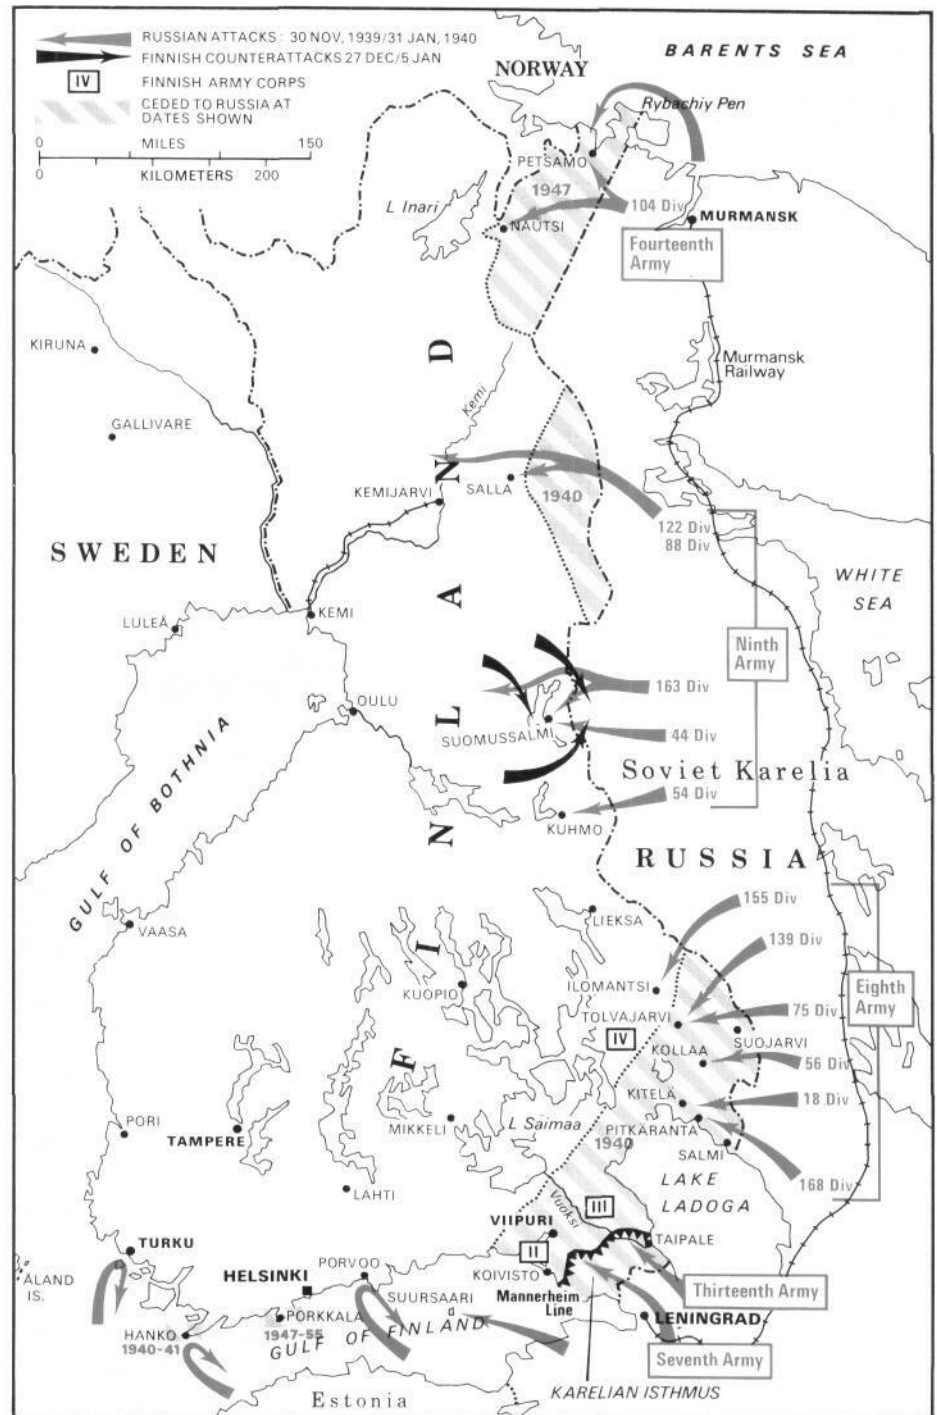 RUSSIAN ATTACKS: 30 NOV, 1939/31 JAN, 1940
FINNISH COUNTERATTACKS 27 DEC/5 JAN
IV FINNISH ARMY CORPS
CEDED TO RUSSIA AT
DATES SHOWN
0 MILES 150
0 KILOMETERS 200
BARENTS SEA
NORWAY
Rybachiy Pen
PETSAMO
1947
104 Div
L Inari
NAUTSI
MURMANSK
Fourteenth
Army
KIRUNA
Murmansk
Railway
GALLIVARE
Kemi
SALLA
1940
KEMIJARVI
122 Div
88 Div
SWEDEN
FINLAND
WHITE
SEA
LULEÅ
KEMI
Ninth
Army
163 Div
OULU
SUOMUSSALMI
44 Div
Soviet Karelia
GULF OF BOTHNIA
54 Div
KUHMO
RUSSIA
155 Div
LIEKSA
VAASA
139 Div
KUOPIO
ILOMANTSI
Eighth
Army
TOLVAJARVI
75 Div
IV
SUOJARVI
KOLLAA
56 Div
KITELÄ
18 Div
PORI
TAMPERE
MIKKELI
L Saimaa
PITKÄRANTA
1940
SALMI
168 Div
LAHTI
LAKE
LADOGA
Vuoksi
III
VIIPURI
TAIPALE
TURKU
II
KOIVISTO
ÅLAND
IS.
HELSINKI
PORVOO
Mannerheim
Line
Thirteenth Army
SUURSAARI
LENINGRAD
PORKKALA
1947-55
HANKO
1940-41
GULF OF FINLAND
Seventh Army
KARELIAN ISTHMUS
Estonia